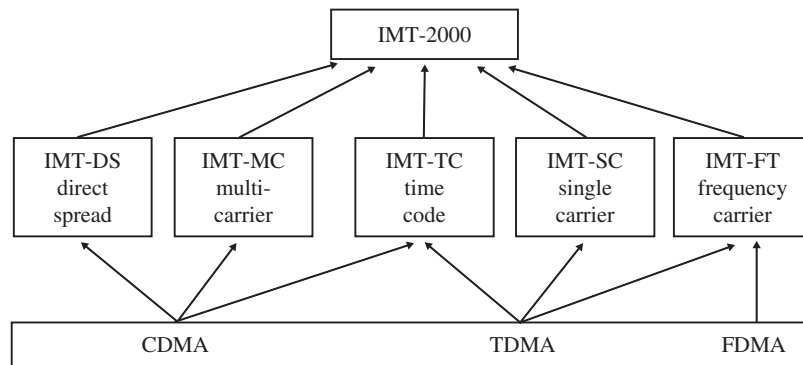 IMT-2000
IMT-DS
direct
spread
IMT-MC
multi-
carrier
IMT-TC
time
code
IMT-SC
single
carrier
IMT-FT
frequency
carrier
CDMA
TDMA
FDMA